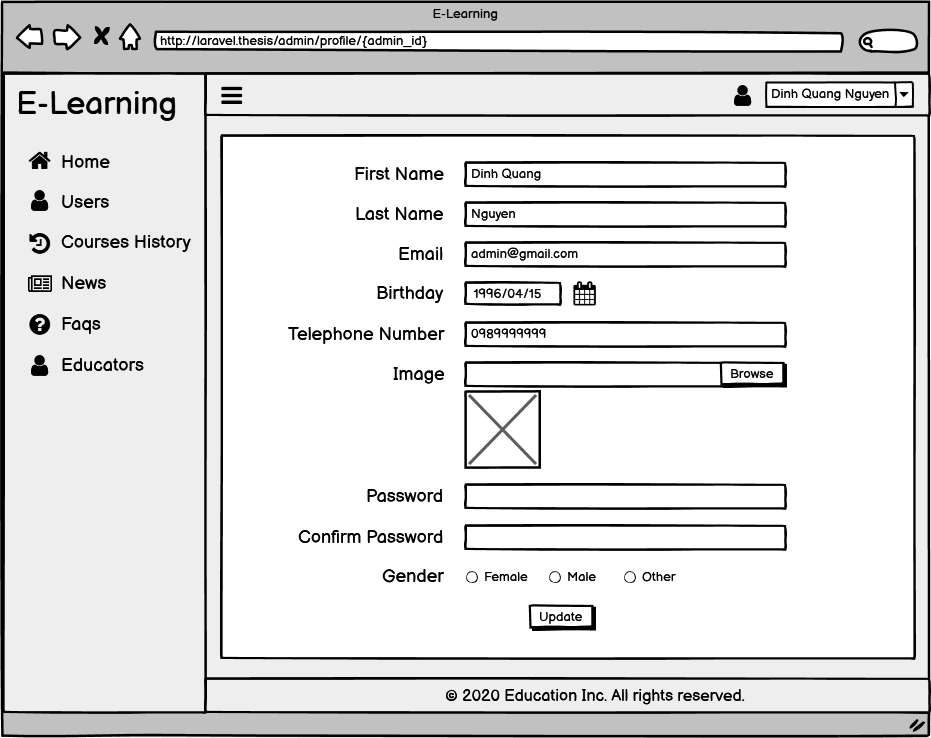 E-Learning
http://laravel.thesis/admin/profile/{admin_id}
E-Learning
Dinh Quang Nguyen
Home
Users
Courses History
News
Faqs
Educators
First Name Dinh Quang
Last Name Nguyen
Email admin@gmail.com
Birthday 1996/04/15
Telephone Number 0989999999
Image Browse
Password
Confirm Password
Gender Female Male Other
Update
© 2020 Education Inc. All rights reserved.